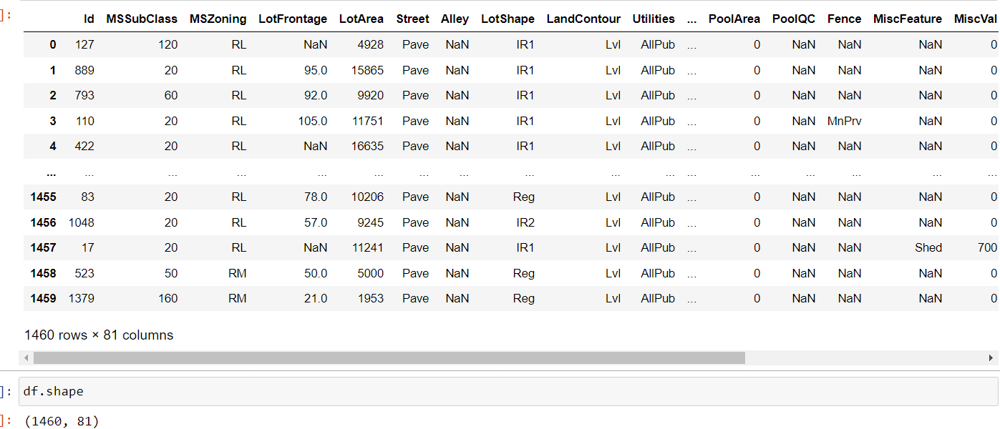 ]:
Id MSSubClass MSZoning LotFrontage LotArea Street Alley LotShape LandContour Utilities ... PoolArea PoolQC Fence MiscFeature MiscVal
0 127 120 RL NaN 4928 Pave NaN IR1 Lvl AllPub ... 0 NaN NaN NaN 0
1 889 20 RL 95.0 15865 Pave NaN IR1 Lvl AllPub ... 0 NaN NaN NaN 0
2 793 60 RL 92.0 9920 Pave NaN IR1 Lvl AllPub ... 0 NaN NaN NaN 0
3 110 20 RL 105.0 11751 Pave NaN IR1 Lvl AllPub ... 0 NaN MnPrv NaN 0
4 422 20 RL NaN 16635 Pave NaN IR1 Lvl AllPub ... 0 NaN NaN NaN 0
... ... ... ... ... ... ... ... ... ... ... ... ... ... ... ... ...
1455 83 20 RL 78.0 10206 Pave NaN Reg Lvl AllPub ... 0 NaN NaN NaN 0
1456 1048 20 RL 57.0 9245 Pave NaN IR2 Lvl AllPub ... 0 NaN NaN NaN 0
1457 17 20 RL NaN 11241 Pave NaN IR1 Lvl AllPub ... 0 NaN NaN Shed 700
1458 523 50 RM 50.0 5000 Pave NaN Reg Lvl AllPub ... 0 NaN NaN NaN 0
1459 1379 160 RM 21.0 1953 Pave NaN Reg Lvl AllPub ... 0 NaN NaN NaN 0
1460 rows × 81 columns
]: df.shape
]: (1460, 81)